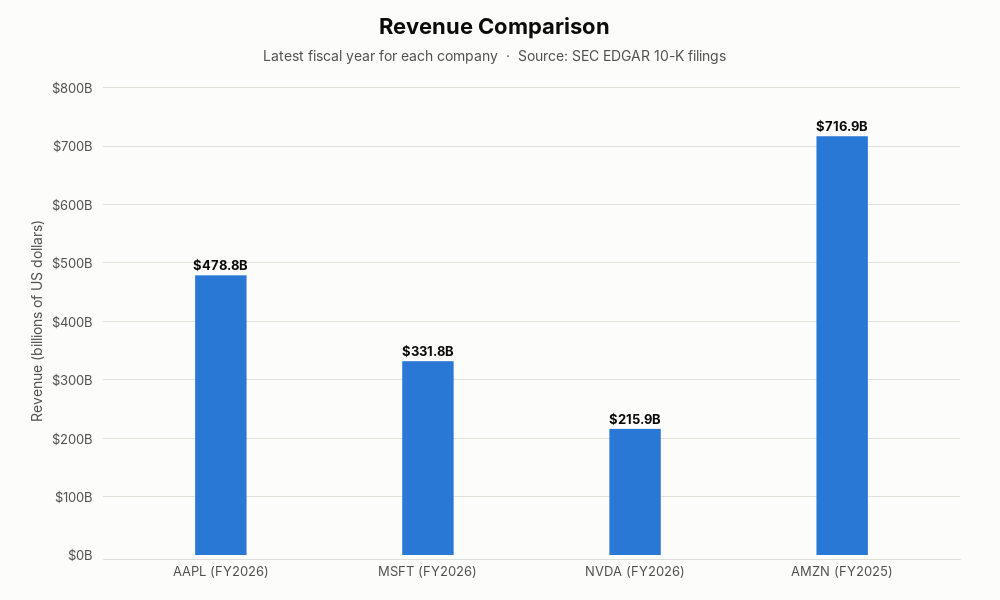 Revenue Comparison
Latest fiscal year for each company · Source: SEC EDGAR 10-K filings
Revenue (billions of US dollars)
$800B
$700B
$600B
$500B
$400B
$300B
$200B
$100B
$0B
$478.8B
$331.8B
$215.9B
$716.9B
AAPL (FY2026)
MSFT (FY2026)
NVDA (FY2026)
AMZN (FY2025)